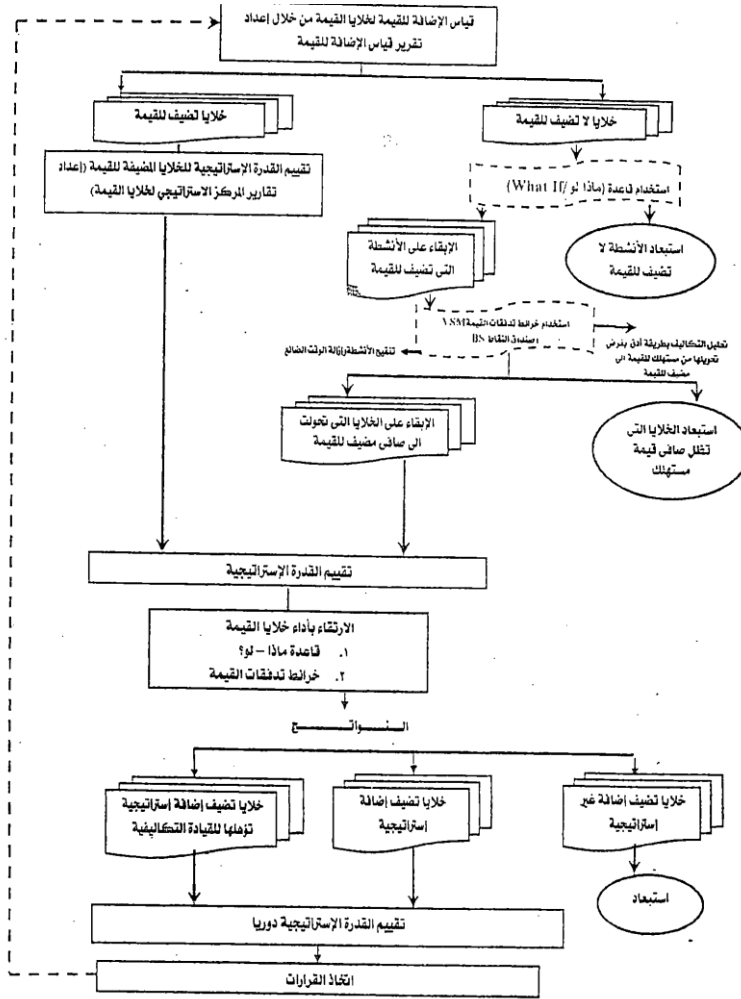 قياس الإضافة للقيمة لخلايا القيمة من خلال إعداد
تقرير قياس الإضافة للقيمة
خلايا لا تضيف للقيمة
خلايا تضيف للقيمة
استخدام قاعدة (ماذا لو /What If)
تقييم القدرة الإستراتيجية للخلايا المضيفة للقيمة (إعداد
تقارير المركز الاستراتيجي لخلايا القيمة)
استبعاد الأنشطة لا
تضيف للقيمة
الإبقاء على الأنشطة
التى تضيف للقيمة
استخدام خرائط تدفقات القيمة VSM
صندوق النقاط BS
تحليل التكاليف بطريقة أدق بغرض
تحويلها من مستهلك للقيمة الى
مضيف للقيمة
تنقيح الأنشطة وإزالة الوقت الضائع
استبعاد الخلايا التى
تظل صافى قيمة
مستهلك
الإبقاء على الخلايا التى تحولت
الى صافى مضيف للقيمة
تقييم القدرة الإستراتيجية
الارتقاء بأداء خلايا القيمة
١. قاعدة ماذا – لو؟
٢. خرائط تدفقات القيمة
النـــواتـــــج
خلايا تضيف إضافة غير
إستراتيجية
خلايا تضيف إضافة
إستراتيجية
خلايا تضيف إضافة إستراتيجية
تؤهلها للقيادة التكاليفية
استبعاد
تقييم القدرة الإستراتيجية دوريا
اتخاذ القرارات